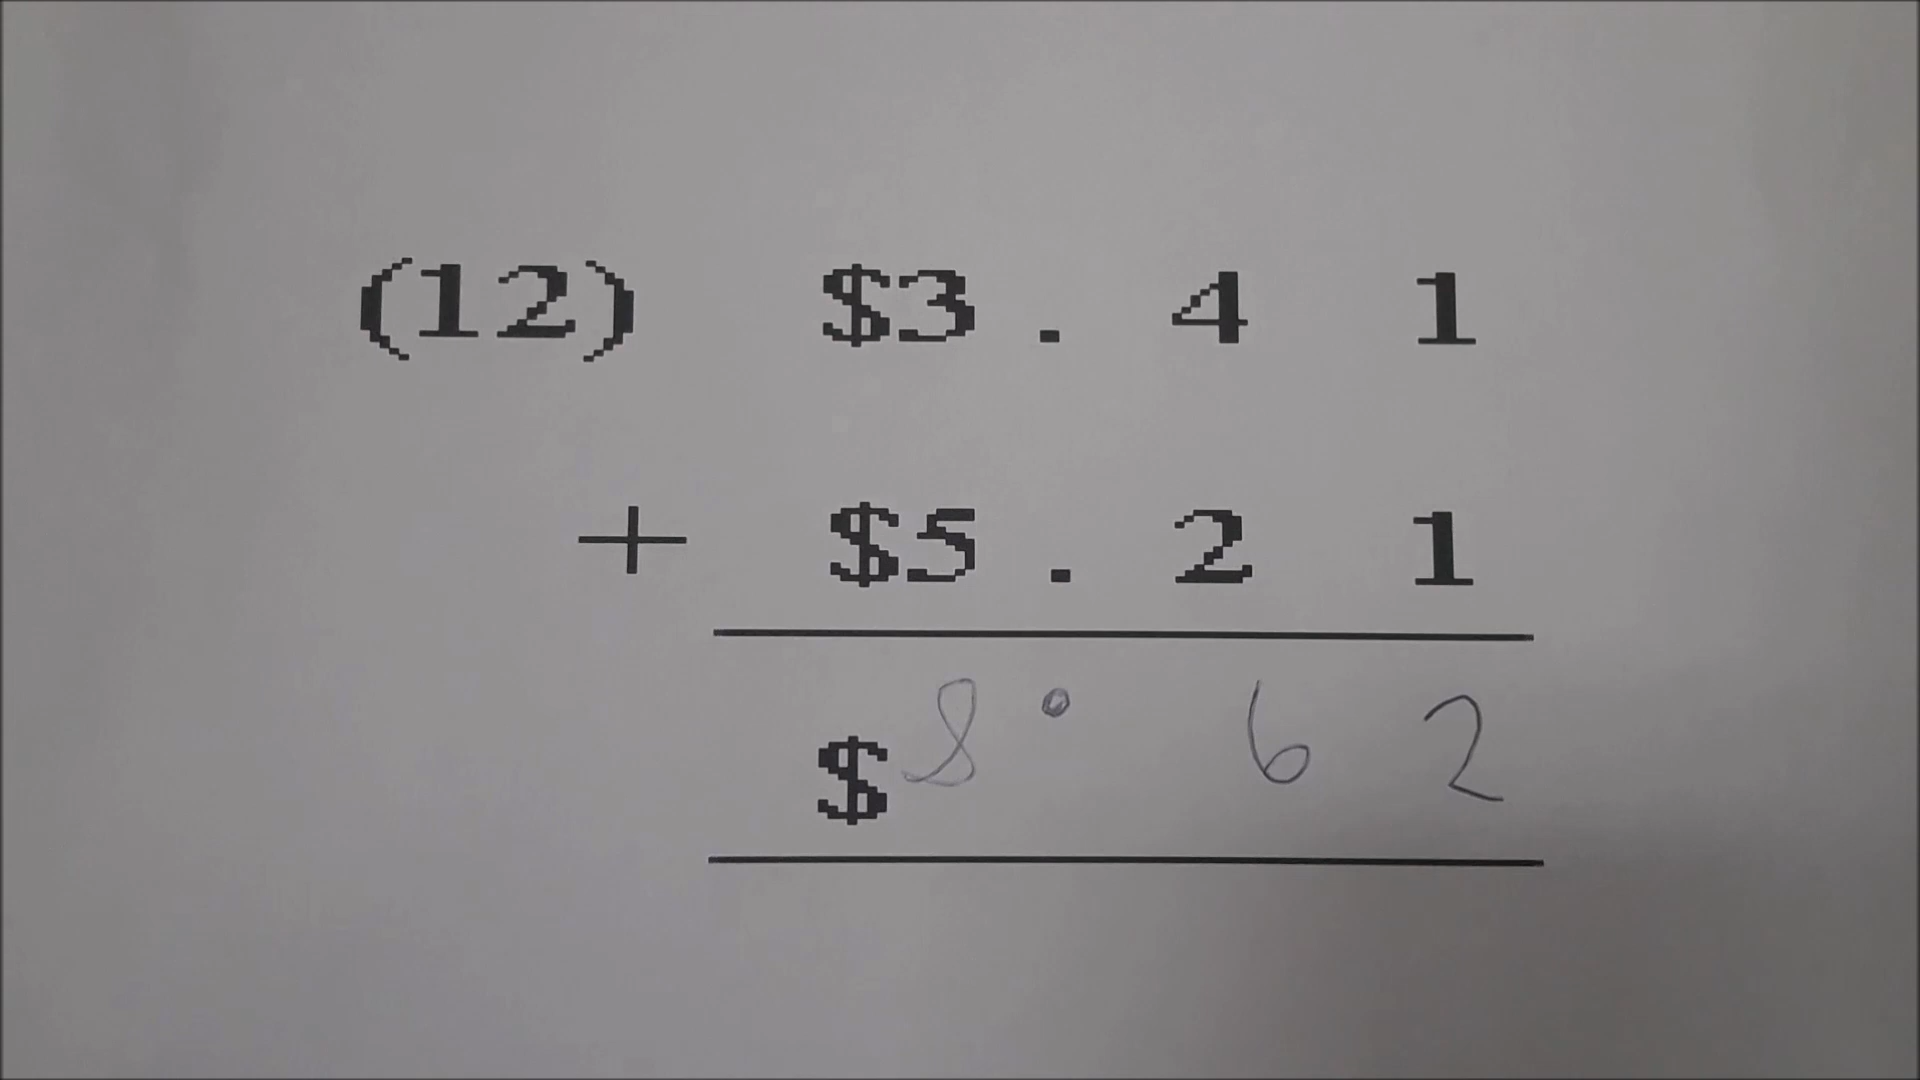 (12) $3 . 4 1
+ $5 . 2 1
$ 8 . 6 2